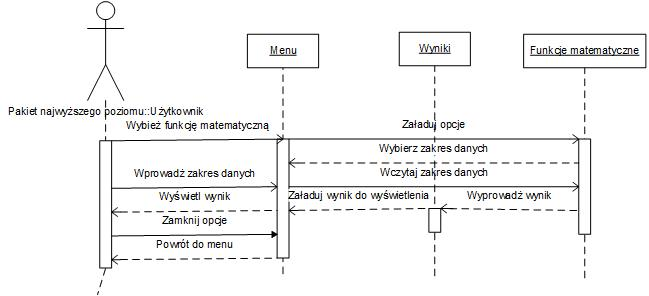 Menu
Wyniki
Funkcje matematyczne
Pakiet najwyższego poziomu::Użytkownik
Wybież funkcję matematyczną
Załaduj opcje
Wybierz zakres danych
Wprowadź zakres danych
Wczytaj zakres danych
Wyświetl wynik
Załaduj wynik do wyświetlenia
Wyprowadź wynik
Zamknij opcje
Powrót do menu